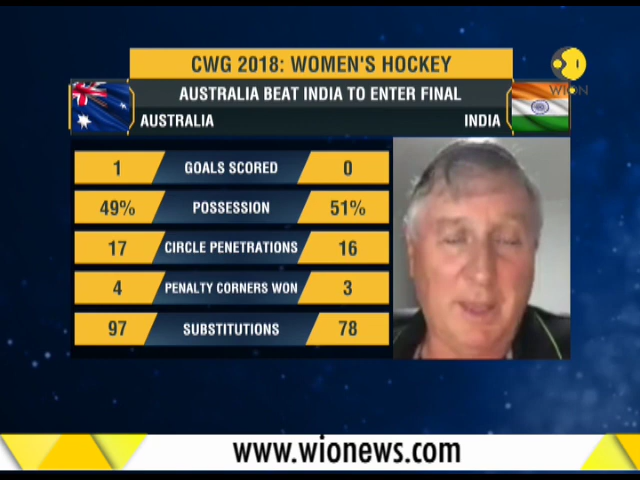 CWG 2018: WOMEN'S HOCKEY
WION
AUSTRALIA BEAT INDIA TO ENTER FINAL
AUSTRALIA
INDIA
1 GOALS SCORED 0
49% POSSESSION 51%
17 CIRCLE PENETRATIONS 16
4 PENALTY CORNERS WON 3
97 SUBSTITUTIONS 78
www.wionews.com